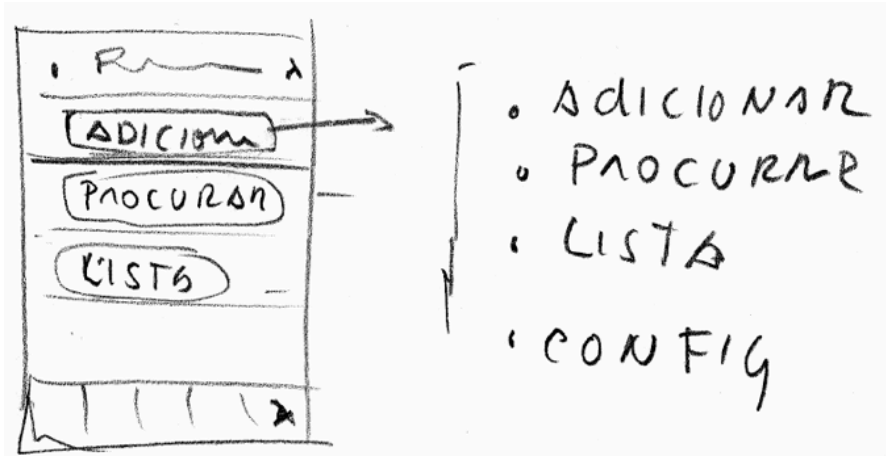 ADICIONAR
PROCURAR
LISTA
• ADICIONAR
• PROCURAR
• LISTA
• CONFIG